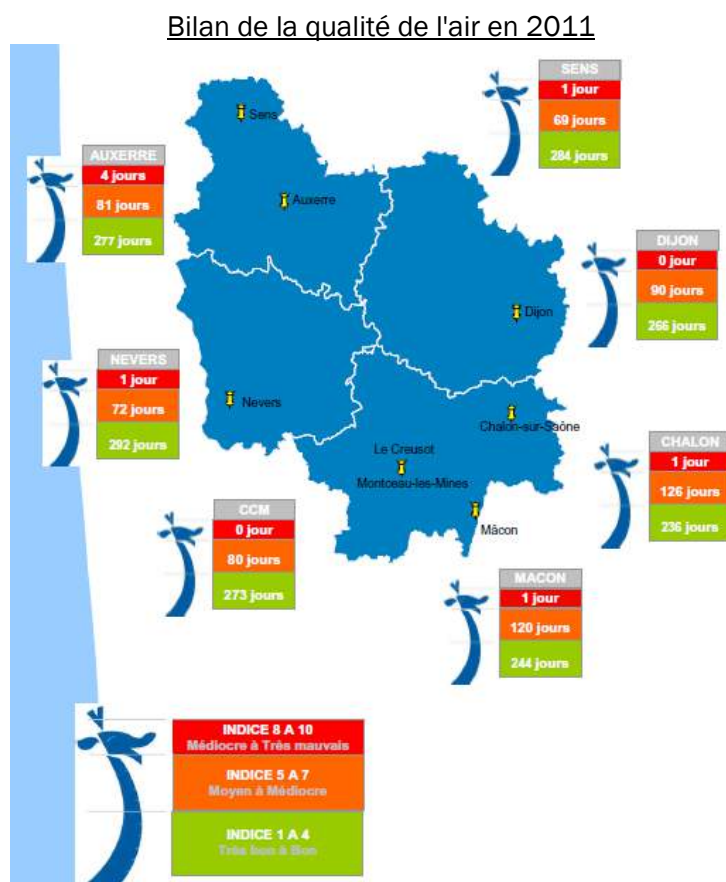 Bilan de la qualité de l'air en 2011
SENS
1 jour
69 jours
284 jours
Sens
AUXERRE
4 jours
81 jours
277 jours
Auxerre
DIJON
0 jour
90 jours
266 jours
Dijon
NEVERS
1 jour
72 jours
292 jours
Nevers
Chalon-sur-Saône
CHALON
1 jour
126 jours
236 jours
Le Creusot
Montceau-les-Mines
CCM
0 jour
80 jours
273 jours
Mâcon
MACON
1 jour
120 jours
244 jours
INDICE 8 A 10
Médiocre à Très mauvais
INDICE 5 A 7
Moyen à Médiocre
INDICE 1 A 4
Très bon à Bon